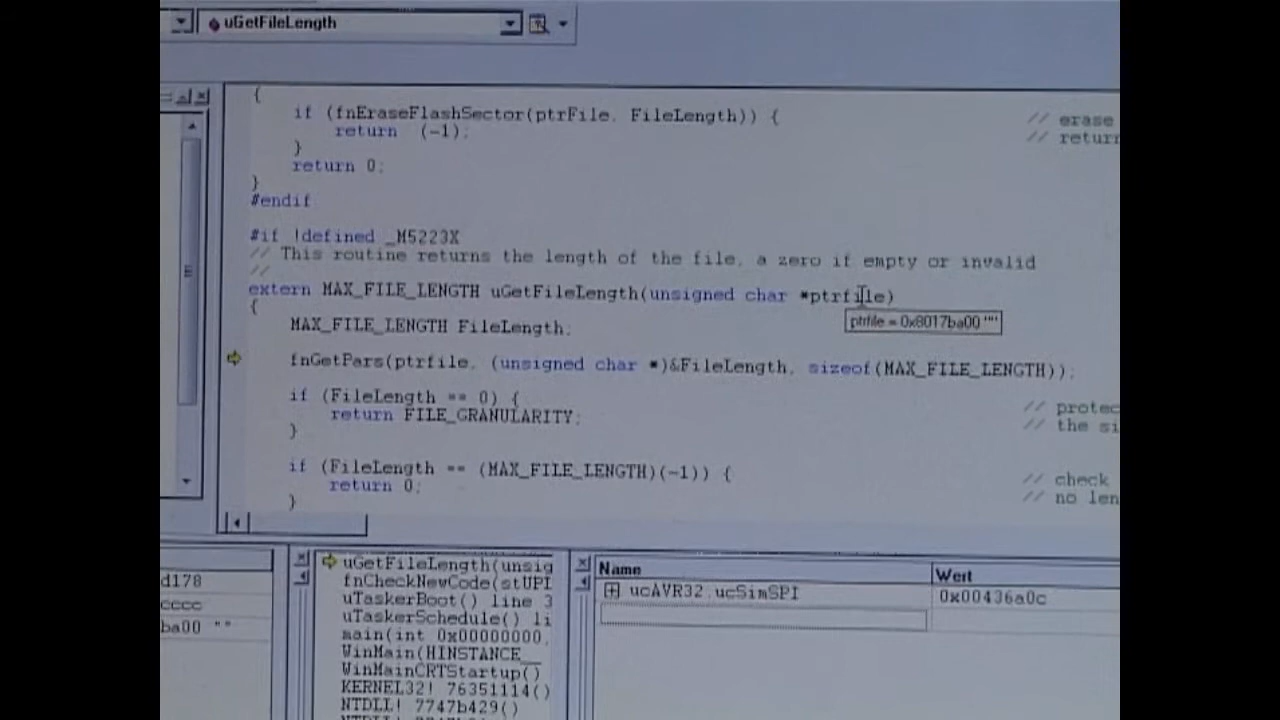 uGetFileLength
{
if (fnEraseFlashSector(ptrFile, FileLength)) { // erase
return (-1); // return
}
return 0;
}
#endif
#if !defined _M5223X
// This routine returns the length of the file, a zero if empty or invalid
//
extern MAX_FILE_LENGTH uGetFileLength(unsigned char *ptrfile)
{
ptrfile = 0x8017ba00 ""
MAX_FILE_LENGTH FileLength;
fnGetPars(ptrfile, (unsigned char *)&FileLength, sizeof(MAX_FILE_LENGTH));
if (FileLength == 0) { // protec
return FILE_GRANULARITY; // the si
}
if (FileLength == (MAX_FILE_LENGTH)(-1)) { // check
return 0; // no len
}
d178
cccc
ba00 ""
uGetFileLength(unsig
fnCheckNewCode(stUPI
uTaskerBoot() line 3
uTaskerSchedule() li
main(int 0x00000000,
WinMain(HINSTANCE__
WinMainCRTStartup()
KERNEL32! 76351114()
NTDLL! 7747b429()
Name Wert
ucAVR32.ucSimSPI 0x00436a0c